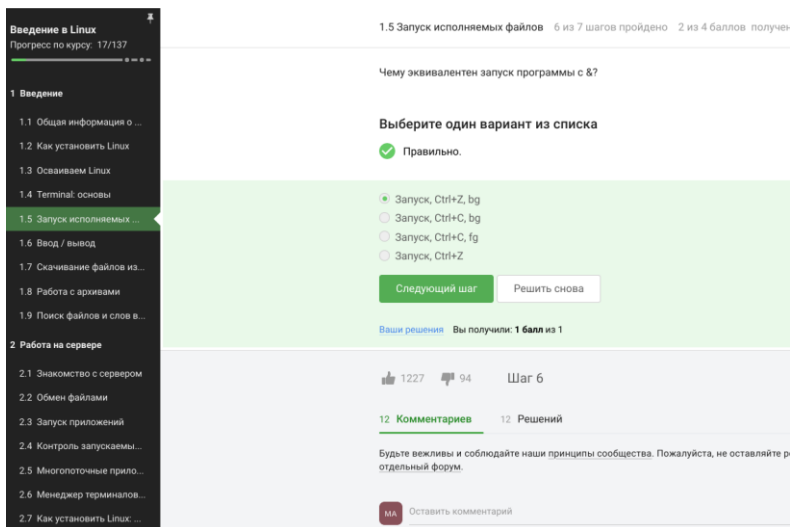 Введение в Linux
Прогресс по курсу: 17/137
1 Введение
1.1 Общая информация о ...
1.2 Как установить Linux
1.3 Осваиваем Linux
1.4 Terminal: основы
1.5 Запуск исполняемых ...
1.6 Ввод / вывод
1.7 Скачивание файлов из...
1.8 Работа с архивами
1.9 Поиск файлов и слов в...
2 Работа на сервере
2.1 Знакомство с сервером
2.2 Обмен файлами
2.3 Запуск приложений
2.4 Контроль запускаемы...
2.5 Многопоточные прило...
2.6 Менеджер терминалов...
2.7 Как установить Linux: ...
1.5 Запуск исполняемых файлов 6 из 7 шагов пройдено 2 из 4 баллов получен
Чему эквивалентен запуск программы с &?
Выберите один вариант из списка
Правильно.
Запуск, Ctrl+Z, bg
Запуск, Ctrl+C, bg
Запуск, Ctrl+C, fg
Запуск, Ctrl+Z
Следующий шаг Решить снова
Ваши решения Вы получили: 1 балл из 1
1227 94 Шаг 6
12 Комментариев 12 Решений
Будьте вежливы и соблюдайте наши принципы сообщества. Пожалуйста, не оставляйте р
отдельный форум.
МА Оставить комментарий